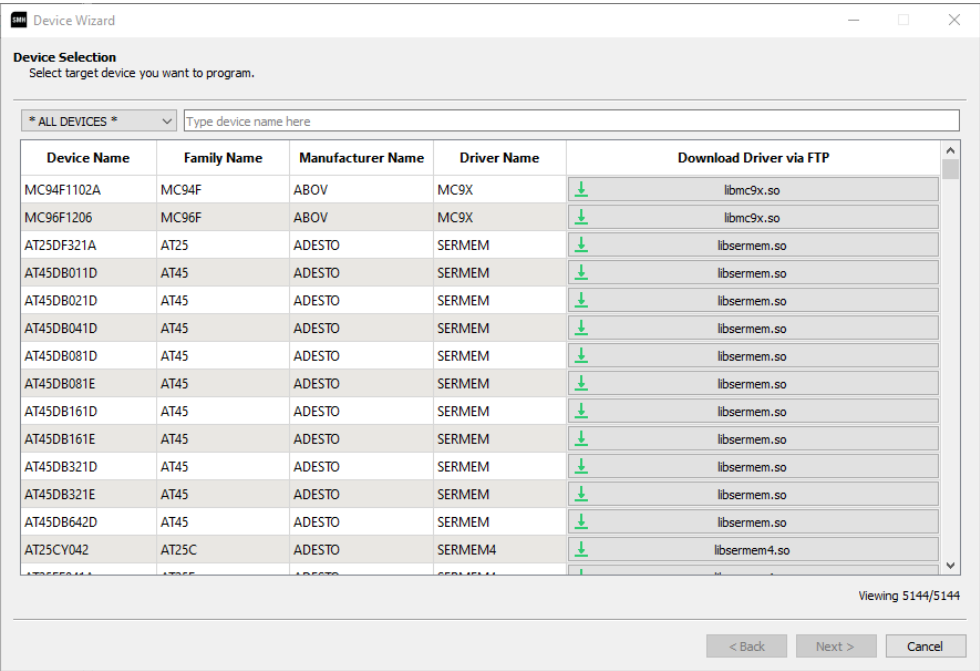 SMH Device Wizard
Device Selection
Select target device you want to program.
* ALL DEVICES * Type device name here
Device Name Family Name Manufacturer Name Driver Name Download Driver via FTP
MC94F1102A MC94F ABOV MC9X libmc9x.so
MC96F1206 MC96F ABOV MC9X libmc9x.so
AT25DF321A AT25 ADESTO SERMEM libsermem.so
AT45DB011D AT45 ADESTO SERMEM libsermem.so
AT45DB021D AT45 ADESTO SERMEM libsermem.so
AT45DB041D AT45 ADESTO SERMEM libsermem.so
AT45DB081D AT45 ADESTO SERMEM libsermem.so
AT45DB081E AT45 ADESTO SERMEM libsermem.so
AT45DB161D AT45 ADESTO SERMEM libsermem.so
AT45DB161E AT45 ADESTO SERMEM libsermem.so
AT45DB321D AT45 ADESTO SERMEM libsermem.so
AT45DB321E AT45 ADESTO SERMEM libsermem.so
AT45DB642D AT45 ADESTO SERMEM libsermem.so
AT25CY042 AT25C ADESTO SERMEM4 libsermem4.so
Viewing 5144/5144
< Back Next > Cancel